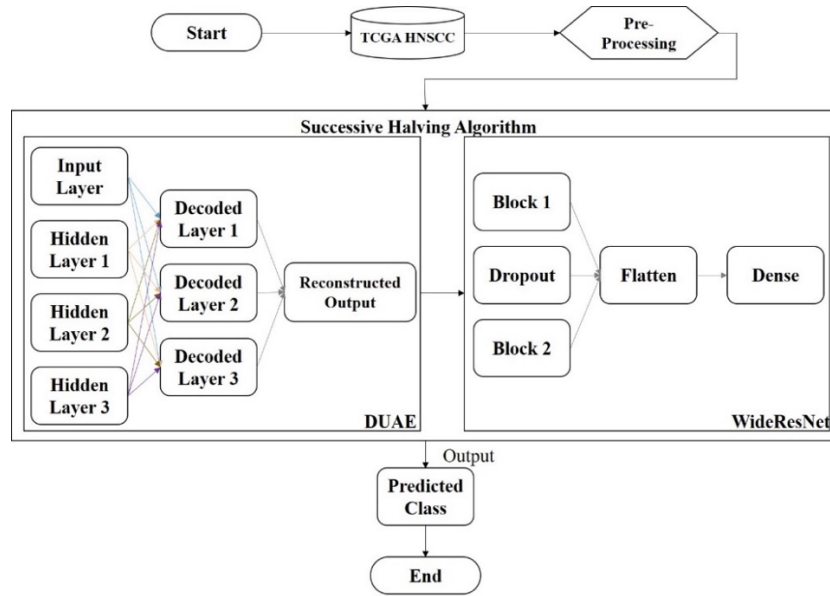 Start
TCGA HNSCC
Pre-
Processing
Successive Halving Algorithm
Input
Layer
Hidden
Layer 1
Hidden
Layer 2
Hidden
Layer 3
Decoded
Layer 1
Decoded
Layer 2
Decoded
Layer 3
Reconstructed
Output
DUAE
Block 1
Dropout
Block 2
Flatten
Dense
WideResNet
Output
Predicted
Class
End